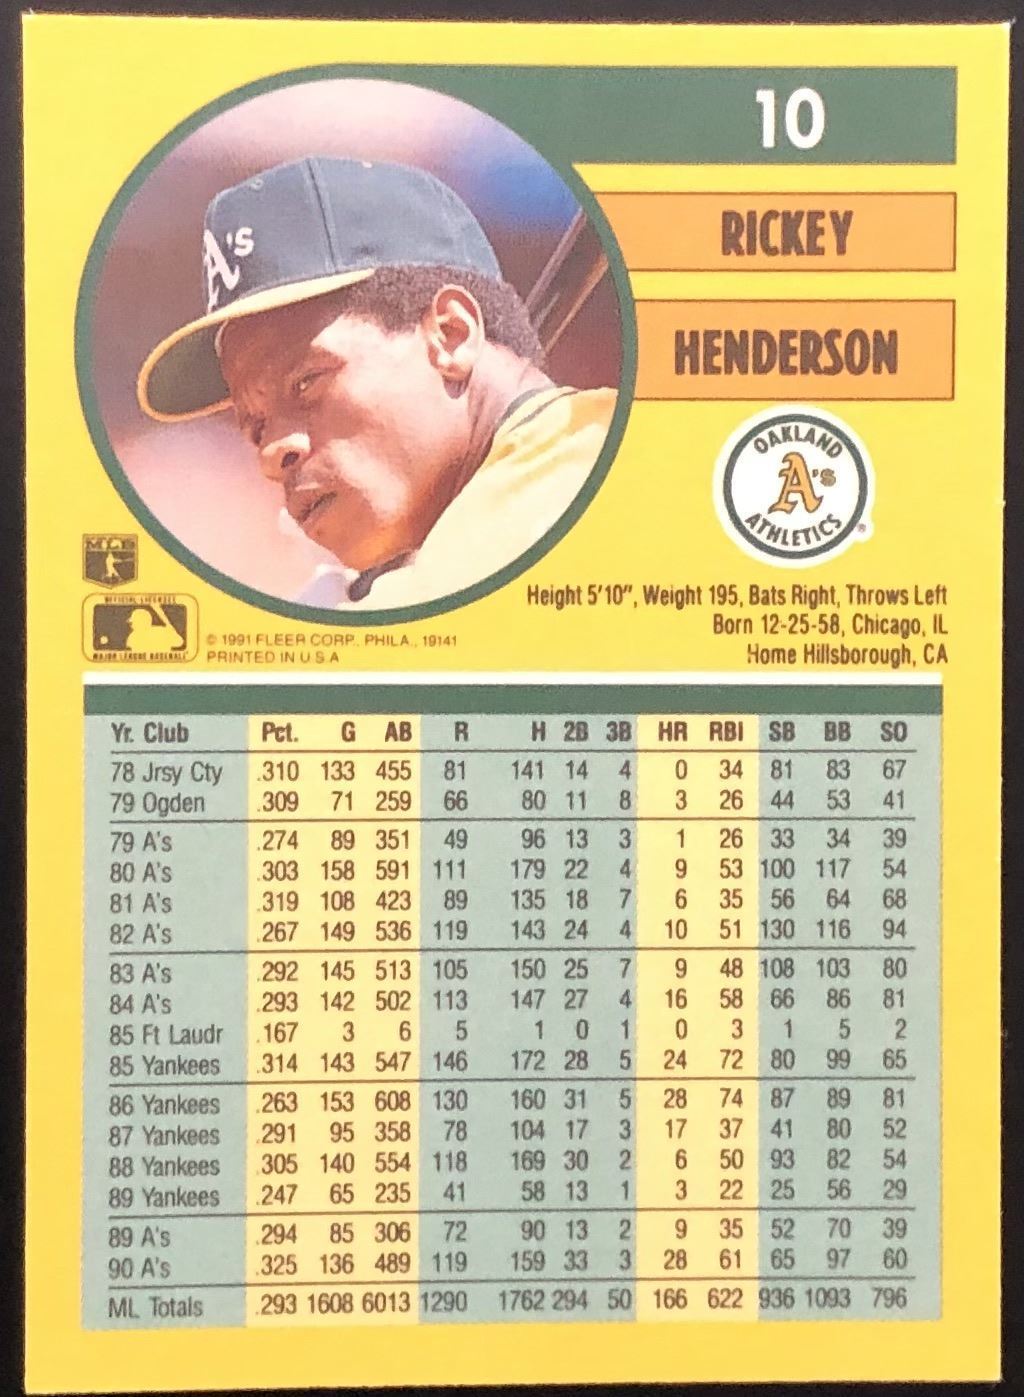 10
RICKEY
HENDERSON
A's
OAKLAND
A's
ATHLETICS
®
MLB
OFFICIAL LICENSEE
MAJOR LEAGUE BASEBALL
© 1991 FLEER CORP., PHILA., 19141
PRINTED IN U S A
Height 5'10", Weight 195, Bats Right, Throws Left
Born 12-25-58, Chicago, IL
Home Hillsborough, CA
Yr. Club Pct. G AB R H 2B 3B HR RBI SB BB SO
78 Jrsy Cty .310 133 455 81 141 14 4 0 34 81 83 67
79 Ogden .309 71 259 66 80 11 8 3 26 44 53 41
79 A's .274 89 351 49 96 13 3 1 26 33 34 39
80 A's .303 158 591 111 179 22 4 9 53 100 117 54
81 A's .319 108 423 89 135 18 7 6 35 56 64 68
82 A's .267 149 536 119 143 24 4 10 51 130 116 94
83 A's .292 145 513 105 150 25 7 9 48 108 103 80
84 A's .293 142 502 113 147 27 4 16 58 66 86 81
85 Ft Laudr .167 3 6 5 1 0 1 0 3 1 5 2
85 Yankees .314 143 547 146 172 28 5 24 72 80 99 65
86 Yankees .263 153 608 130 160 31 5 28 74 87 89 81
87 Yankees .291 95 358 78 104 17 3 17 37 41 80 52
88 Yankees .305 140 554 118 169 30 2 6 50 93 82 54
89 Yankees .247 65 235 41 58 13 1 3 22 25 56 29
89 A's .294 85 306 72 90 13 2 9 35 52 70 39
90 A's .325 136 489 119 159 33 3 28 61 65 97 60
ML Totals .293 1608 6013 1290 1762 294 50 166 622 936 1093 796